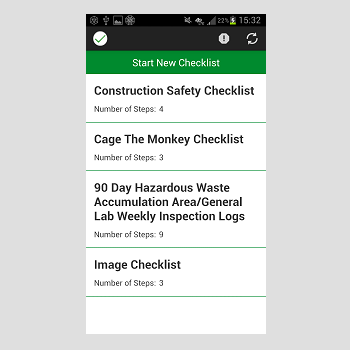 22% 15:32
Start New Checklist
Construction Safety Checklist
Number of Steps: 4
Cage The Monkey Checklist
Number of Steps: 3
90 Day Hazardous Waste
Accumulation Area/General
Lab Weekly Inspection Logs
Number of Steps: 9
Image Checklist
Number of Steps: 3